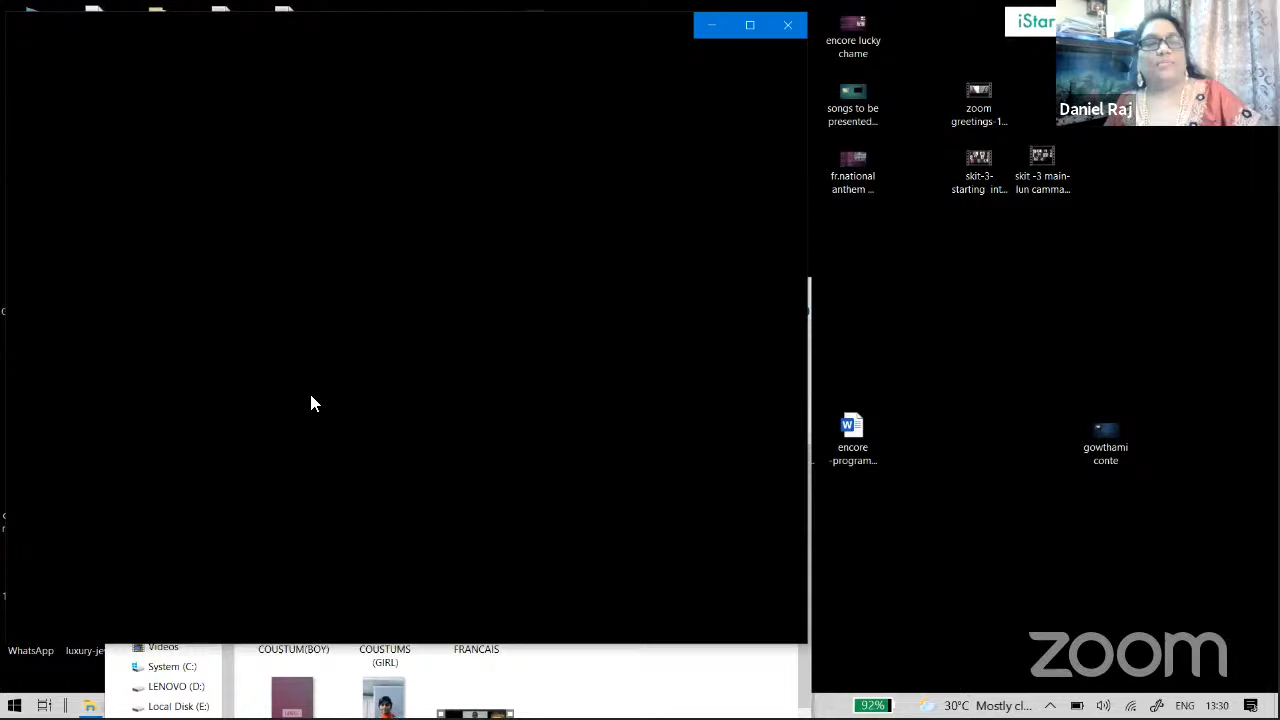 encore lucky
chame
iStar
Daniel Raj
songs to be
presented...
zoom
greetings-1...
fr.national
anthem ...
skit-3-
starting int...
skit -3 main-
lun camma...
encore
-program...
gowthami
conte
WhatsApp
luxury-je
Videos
System (C:)
LENOVO (D:)
Local Disk (E:)
COUSTUM(BOY)
COUSTUMS
(GIRL)
FRANCAIS
zoom
92%
30°C Mostly cl...
ENG
13:30